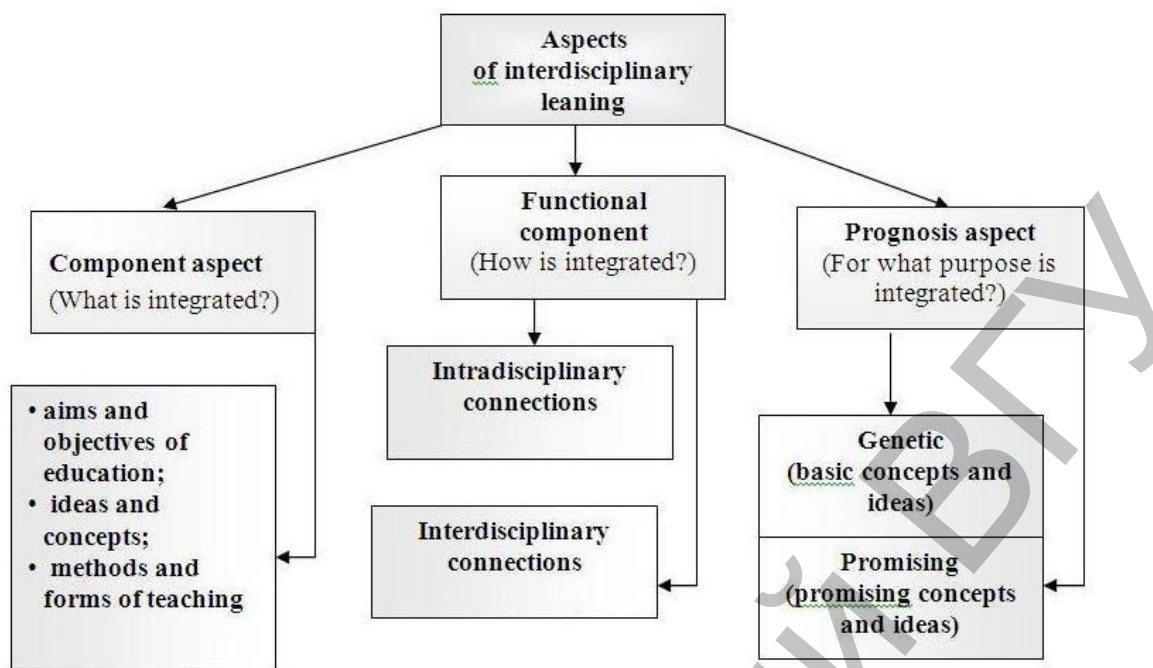 Aspects
of interdisciplinary
leaning
Component aspect
(What is integrated?)
Functional
component
(How is integrated?)
Prognosis aspect
(For what purpose is
integrated?)
• aims and
objectives of
education;
• ideas and
concepts;
• methods and
forms of teaching
Intradisciplinary
connections
Interdisciplinary
connections
Genetic
(basic concepts and
ideas)
Promising
(promising concepts
and ideas)
ИЙ ВГУ